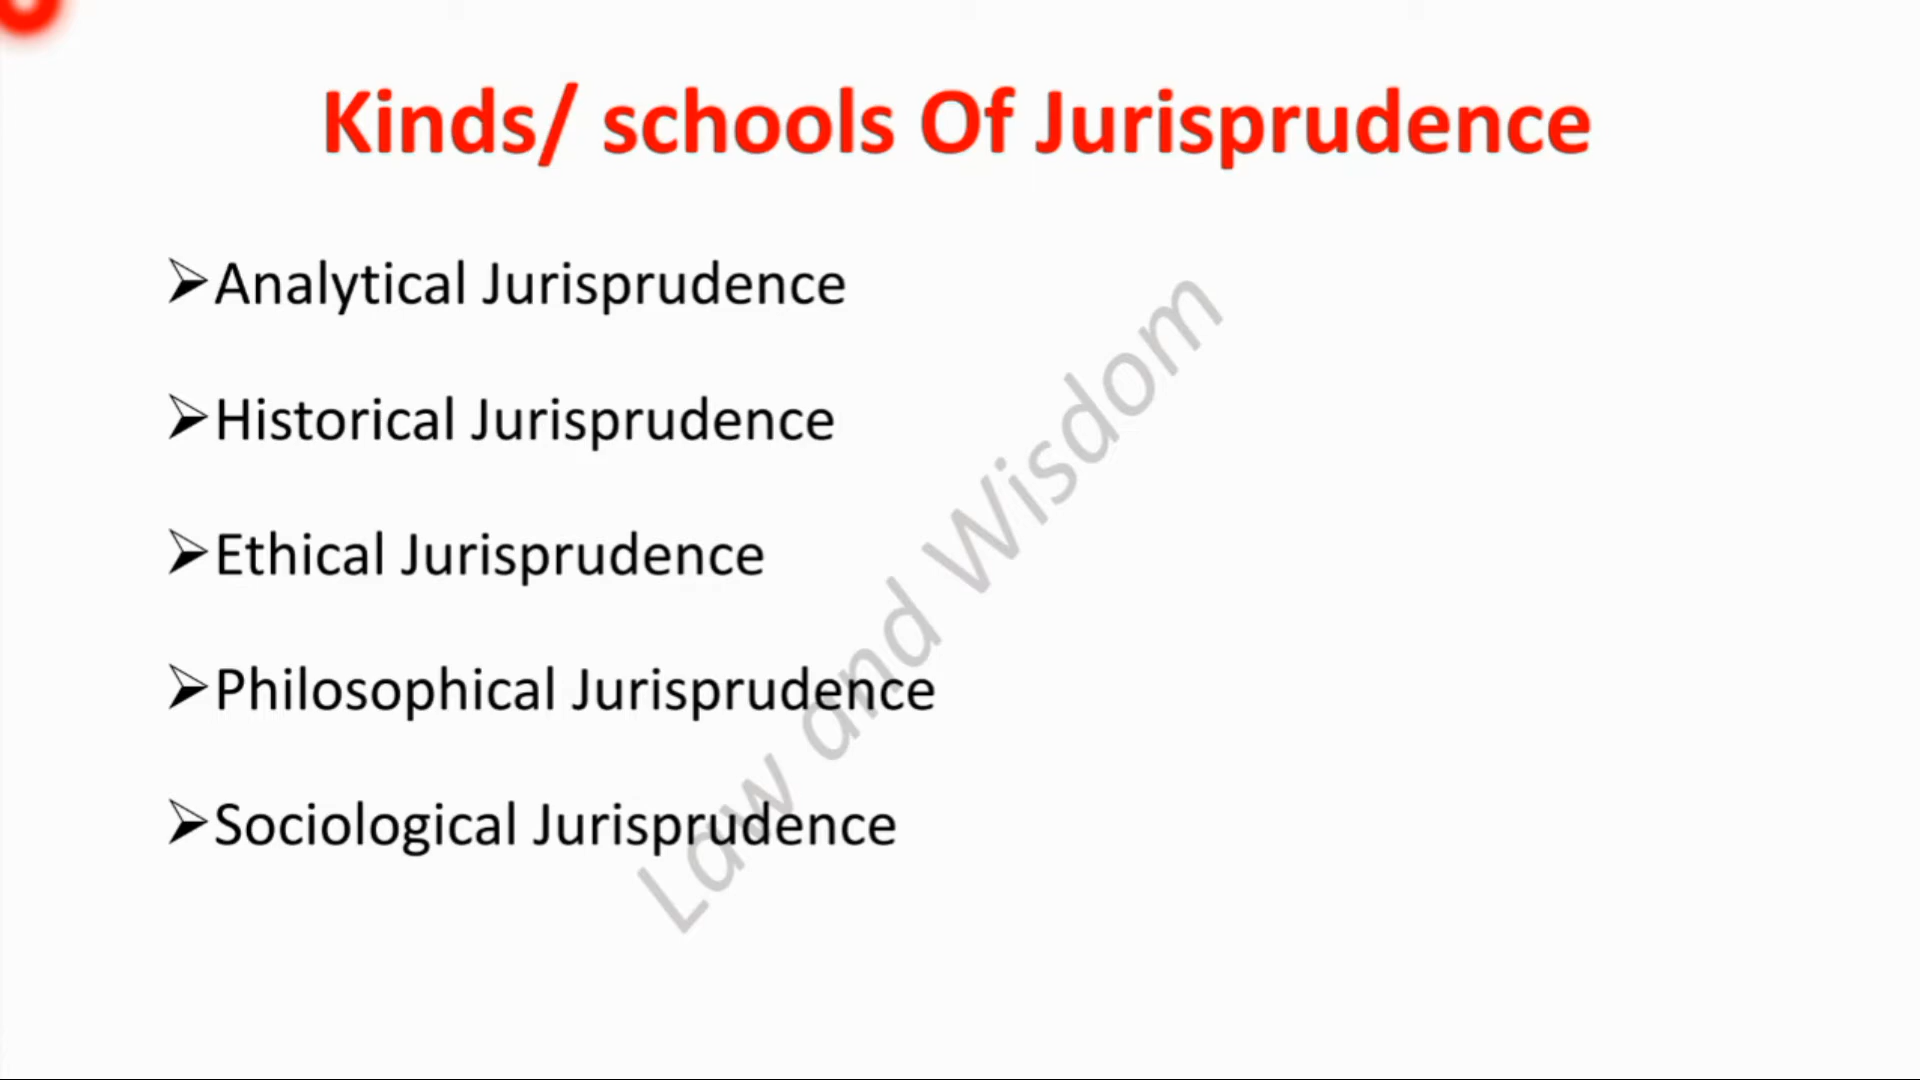 Kinds/ schools Of Jurisprudence
➢Analytical Jurisprudence
➢Historical Jurisprudence
➢Ethical Jurisprudence
➢Philosophical Jurisprudence
➢Sociological Jurisprudence
Law and Wisdom